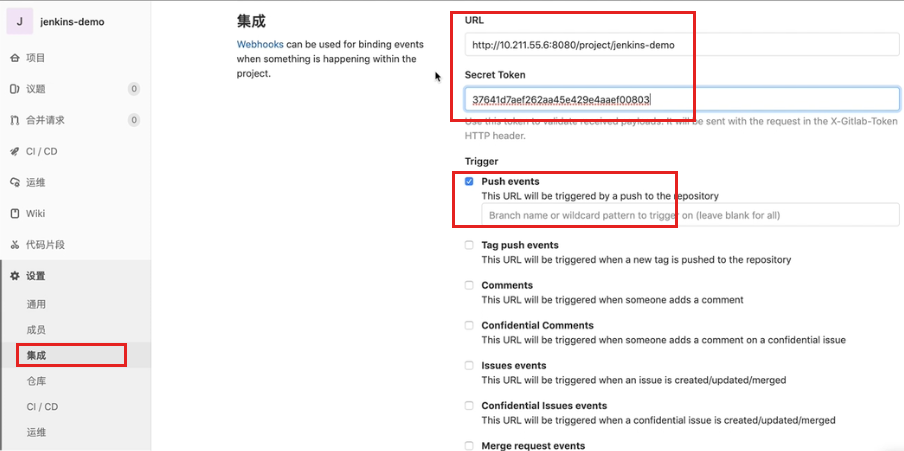 J jenkins-demo
项目
议题 0
合并请求 0
CI / CD
运维
Wiki
代码片段
设置
通用
成员
集成
仓库
CI / CD
运维
集成
Webhooks can be used for binding events
when something is happening within the
project.
URL
http://10.211.55.6:8080/project/jenkins-demo
Secret Token
37641d7aef262aa45e429e4aaef00803
Use this token to validate received payloads. It will be sent with the request in the X-Gitlab-Token
HTTP header.
Trigger
Push events
This URL will be triggered by a push to the repository
Branch name or wildcard pattern to trigger on (leave blank for all)
Tag push events
This URL will be triggered when a new tag is pushed to the repository
Comments
This URL will be triggered when someone adds a comment
Confidential Comments
This URL will be triggered when someone adds a comment on a confidential issue
Issues events
This URL will be triggered when an issue is created/updated/merged
Confidential Issues events
This URL will be triggered when a confidential issue is created/updated/merged
Merge request events